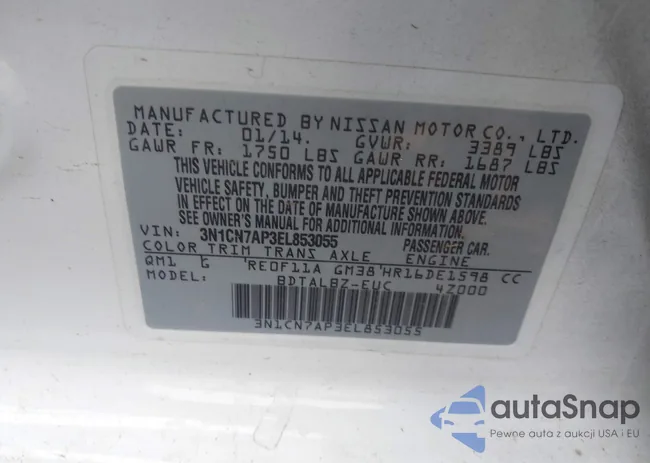 MANUFACTURED BY NISSAN MOTOR CO., LTD.
DATE: 01/14. GVWR: 3389 LBS
GAWR FR: 1750 LBS GAWR RR: 1687 LBS
THIS VEHICLE CONFORMS TO ALL APPLICABLE FEDERAL MOTOR
VEHICLE SAFETY, BUMPER AND THEFT PREVENTION STANDARDS
IN EFFECT ON THE DATE OF MANUFACTURE SHOWN ABOVE.
SEE OWNER'S MANUAL FOR ADDITIONAL INFORMATION.
VIN: 3N1CN7AP3EL853055 PASSENGER CAR.
COLOR TRIM TRANS AXLE ENGINE
QM1 G RE0F11A GM38 HR16DE1598 CC
MODEL: BDTALBZ-EUC 4Z000
3N1CN7AP3EL853055
autaSnap
Pewne auta z aukcji USA i EU